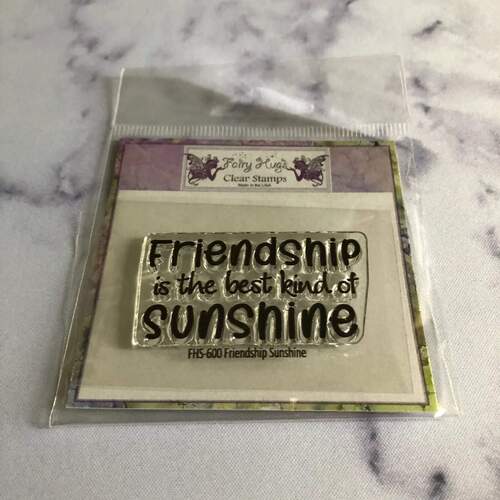 Fairy Hugs
Clear Stamps
Made in the USA
Friendship
is the best kind of
sunshine
FHS-600 Friendship Sunshine